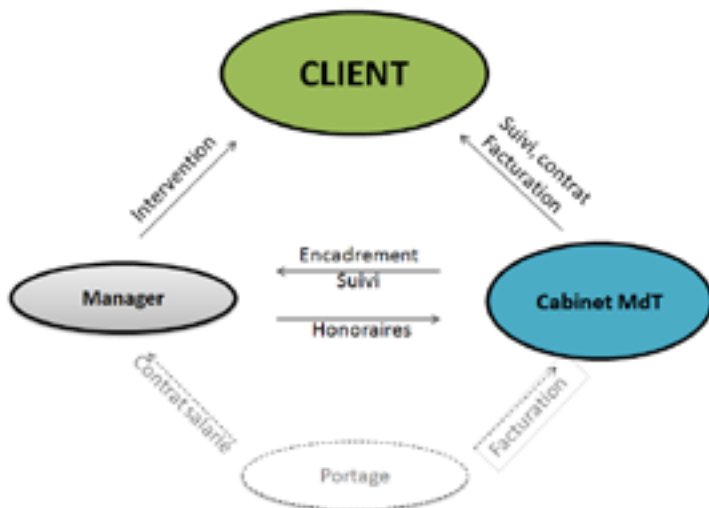 CLIENT
Intervention
Suivi, contrat
Facturation
Encadrement
Suivi
Manager
Cabinet MdT
Honoraires
Contrat salarié
Facturation
Portage